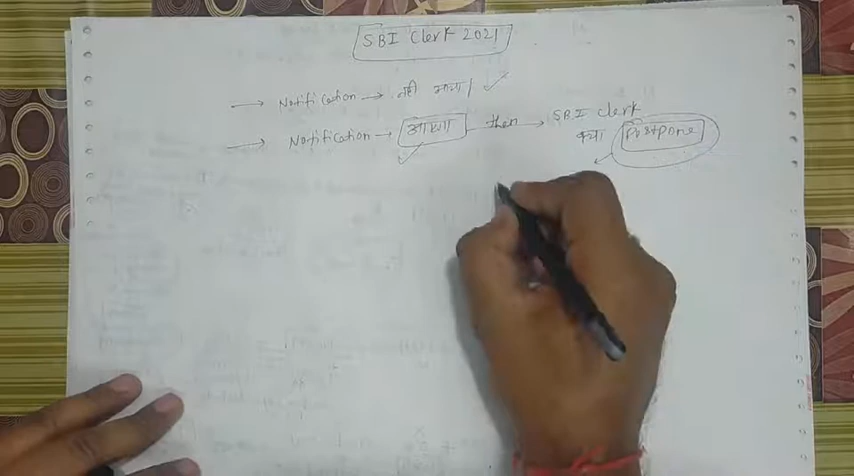 SBI Clerk 2021
→ Notification → नही आया ✓
→ Notification → आया then → SBI Clerk
क्या Postpone